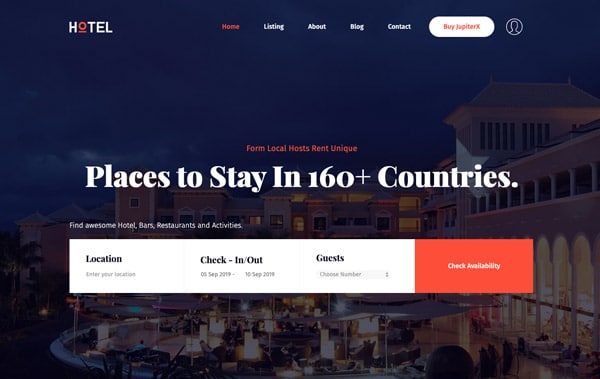 HOTEL
Home Listing About Blog Contact Buy JupiterX
Form Local Hosts Rent Unique
Places to Stay In 160+ Countries.
Find awesome Hotel, Bars, Restaurants and Activities.
Location Check - In/Out Guests
Enter your location 05 Sep 2019 - 10 Sep 2019 Choose Number
Check Availability